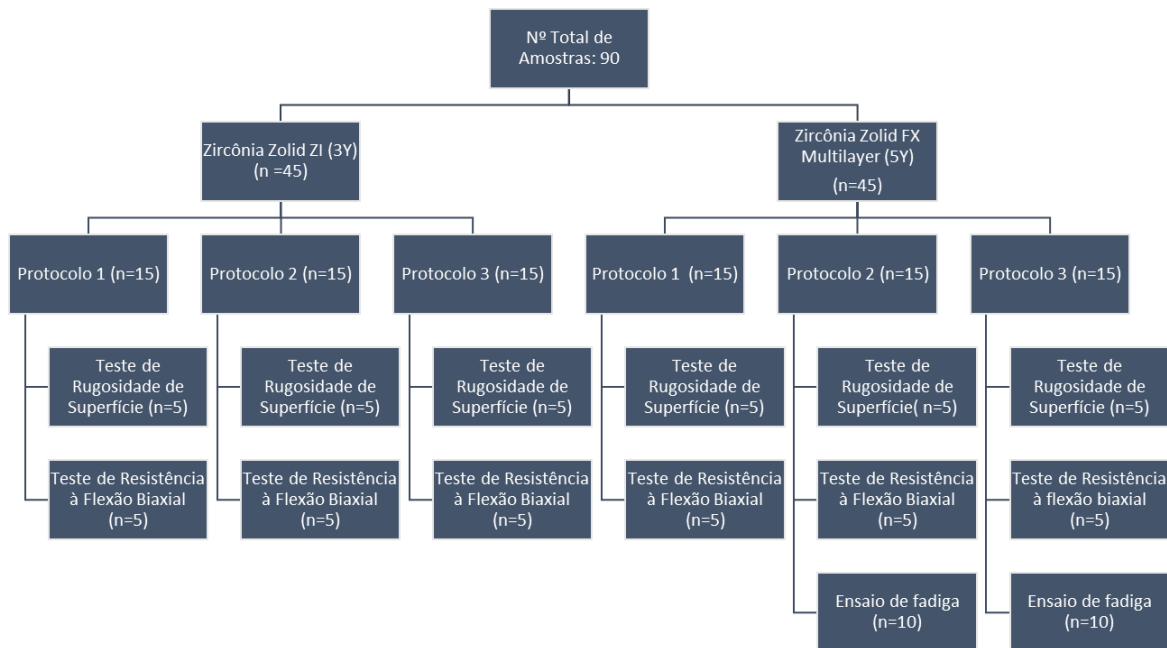 Nº Total de
Amostras: 90
Zircônia Zolid ZI (3Y)
(n =45)
Zircônia Zolid FX
Multilayer (5Y)
(n=45)
Protocolo 1 (n=15)
Protocolo 2 (n=15)
Protocolo 3 (n=15)
Protocolo 1 (n=15)
Protocolo 2 (n=15)
Protocolo 3 (n=15)
Teste de
Rugosidade de
Superfície (n=5)
Teste de
Rugosidade de
Superfície (n=5)
Teste de
Rugosidade de
Superfície (n=5)
Teste de
Rugosidade de
Superfície (n=5)
Teste de
Rugosidade de
Superfície( n=5)
Teste de
Rugosidade de
Superfície (n=5)
Teste de Resistência
à Flexão Biaxial
(n=5)
Teste de Resistência
à Flexão Biaxial
(n=5)
Teste de Resistência
à Flexão Biaxial
(n=5)
Teste de Resistência
à Flexão Biaxial
(n=5)
Teste de Resistência
à Flexão Biaxial
(n=5)
Teste de Resistência
à flexão biaxial
(n=5)
Ensaio de fadiga
(n=10)
Ensaio de fadiga
(n=10)